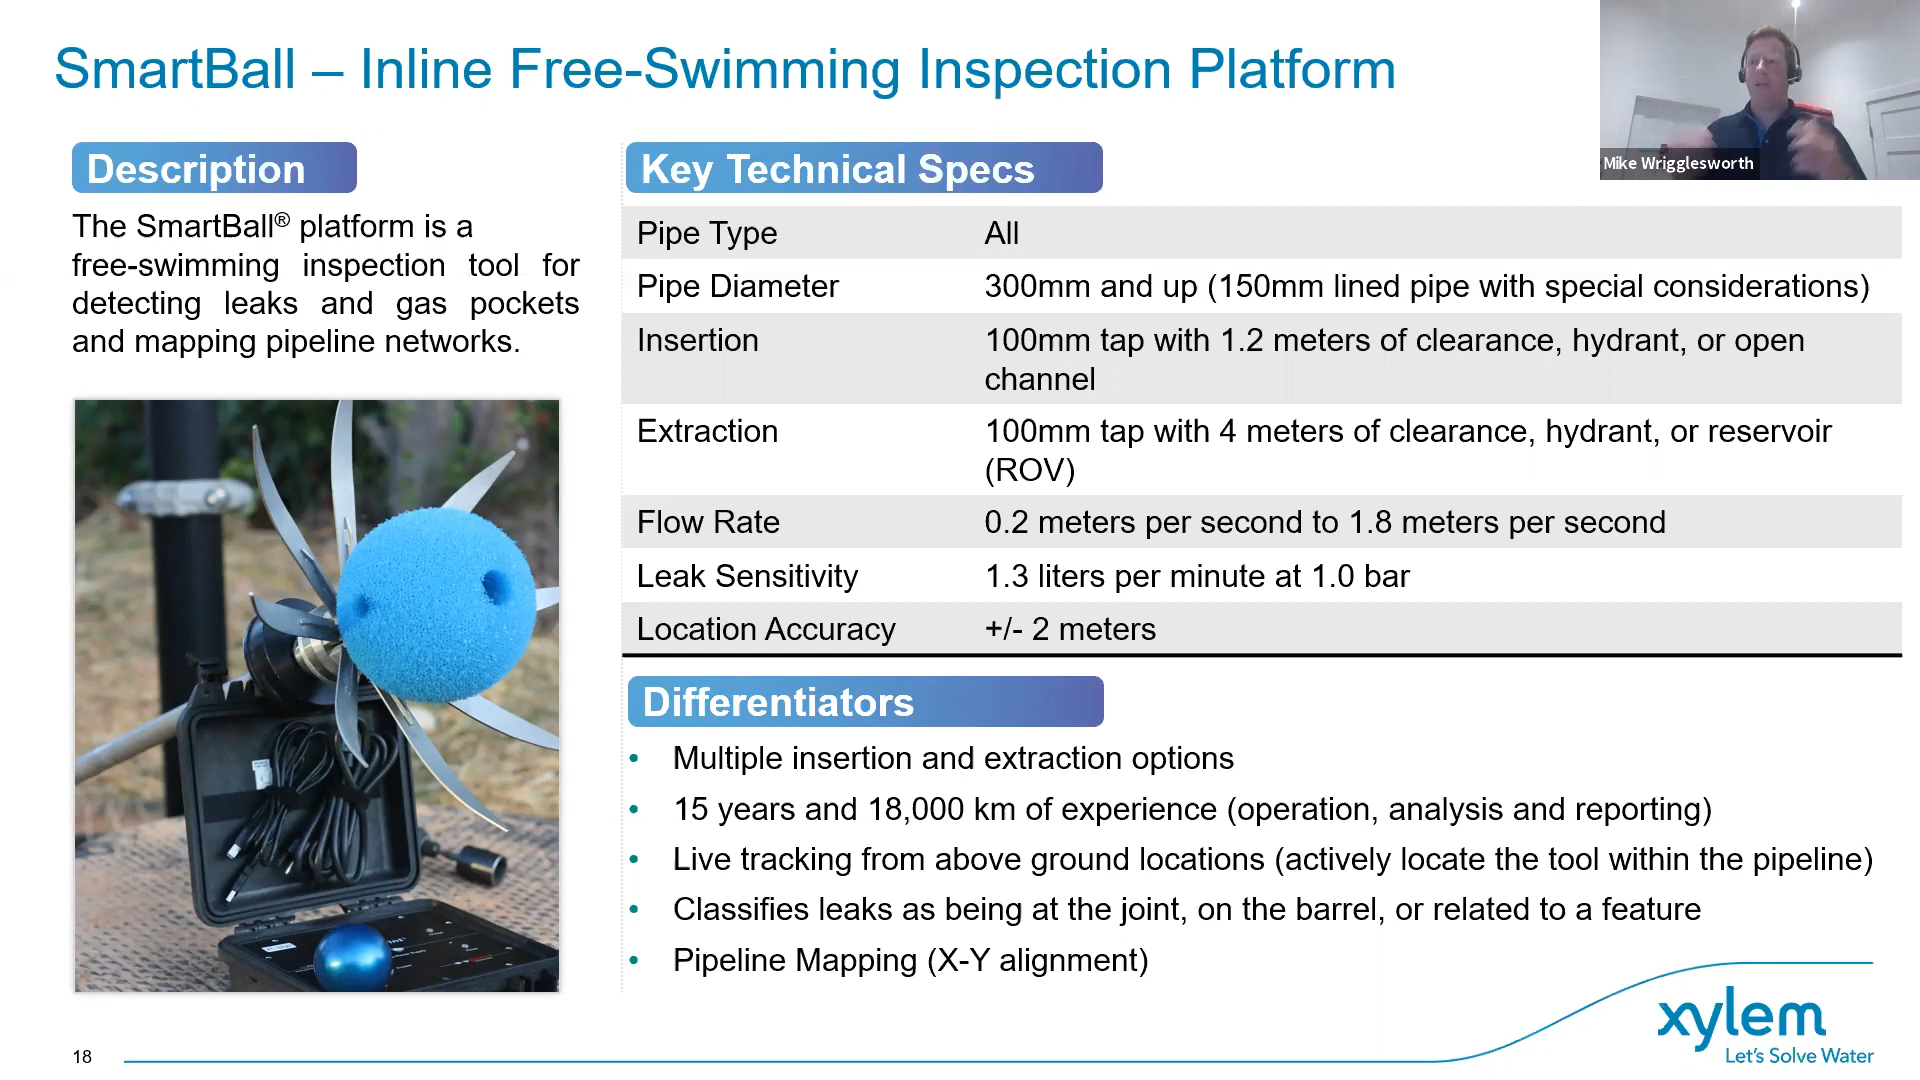 SmartBall – Inline Free-Swimming Inspection Platform
Mike Wrigglesworth
Description
The SmartBall® platform is a
free-swimming inspection tool for
detecting leaks and gas pockets
and mapping pipeline networks.
Key Technical Specs
Pipe Type All
Pipe Diameter 300mm and up (150mm lined pipe with special considerations)
Insertion 100mm tap with 1.2 meters of clearance, hydrant, or open
channel
Extraction 100mm tap with 4 meters of clearance, hydrant, or reservoir
(ROV)
Flow Rate 0.2 meters per second to 1.8 meters per second
Leak Sensitivity 1.3 liters per minute at 1.0 bar
Location Accuracy +/- 2 meters
Differentiators
• Multiple insertion and extraction options
• 15 years and 18,000 km of experience (operation, analysis and reporting)
• Live tracking from above ground locations (actively locate the tool within the pipeline)
• Classifies leaks as being at the joint, on the barrel, or related to a feature
• Pipeline Mapping (X-Y alignment)
xylem
Let's Solve Water
18